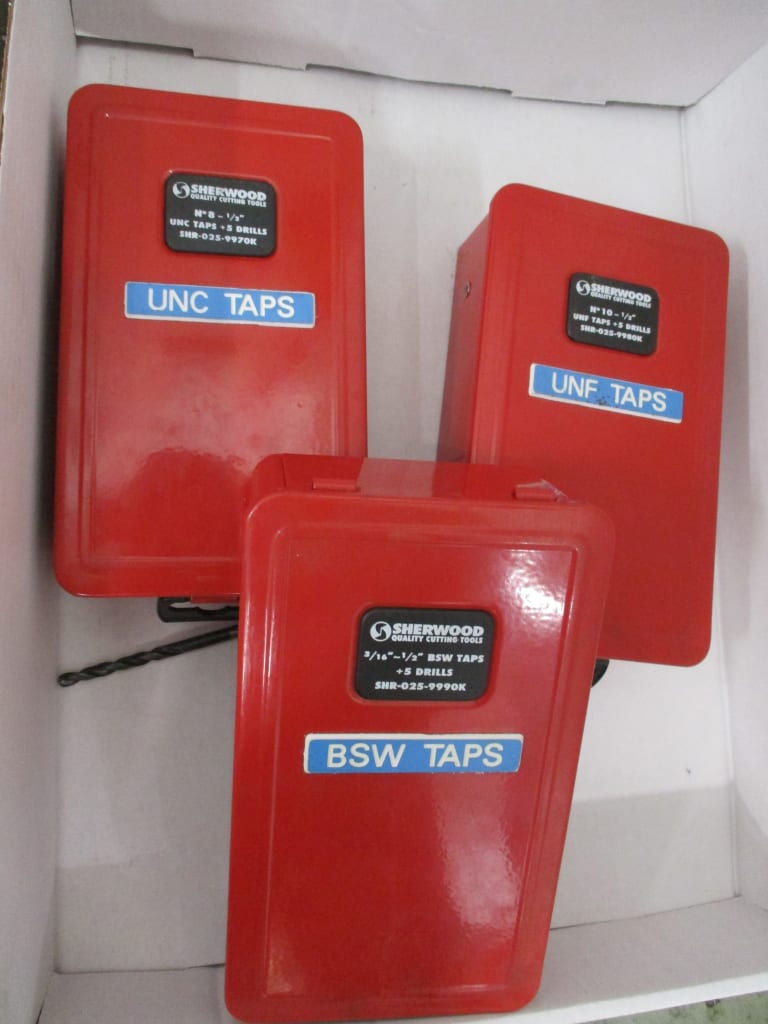 SHERWOOD
QUALITY CUTTING TOOLS
Nº 8 - 1/2"
UNC TAPS +5 DRILLS
SHR-025-9970K
UNC TAPS
SHERWOOD
QUALITY CUTTING TOOLS
Nº 10 - 1/2"
UNF TAPS +5 DRILLS
SHR-025-9980K
UNF TAPS
SHERWOOD
QUALITY CUTTING TOOLS
3/16"~1/2" BSW TAPS
+5 DRILLS
SHR-025-9990K
BSW TAPS